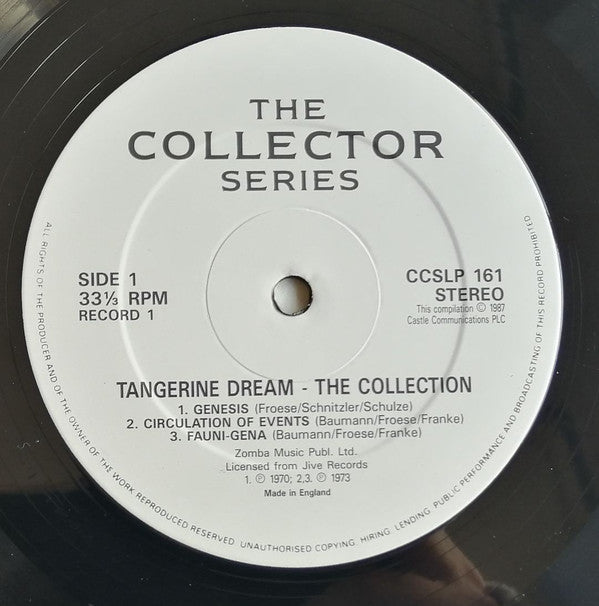 THE
COLLECTOR
SERIES
SIDE 1
33⅓ RPM
RECORD 1
CCSLP 161
STEREO
This compilation © 1987
Castle Communications PLC
TANGERINE DREAM - THE COLLECTION
1. GENESIS (Froese/Schnitzler/Schulze)
2. CIRCULATION OF EVENTS (Baumann/Froese/Franke)
3. FAUNI-GENA (Baumann/Froese/Franke)
Zomba Music Publ. Ltd.
Licensed from Jive Records
1. ℗ 1970; 2,3. ℗ 1973
Made in England
ALL RIGHTS OF THE PRODUCER AND OF THE OWNER OF THE WORK REPRODUCED RESERVED. UNAUTHORISED COPYING, HIRING, LENDING, PUBLIC PERFORMANCE AND BROADCASTING OF THIS RECORD PROHIBITED